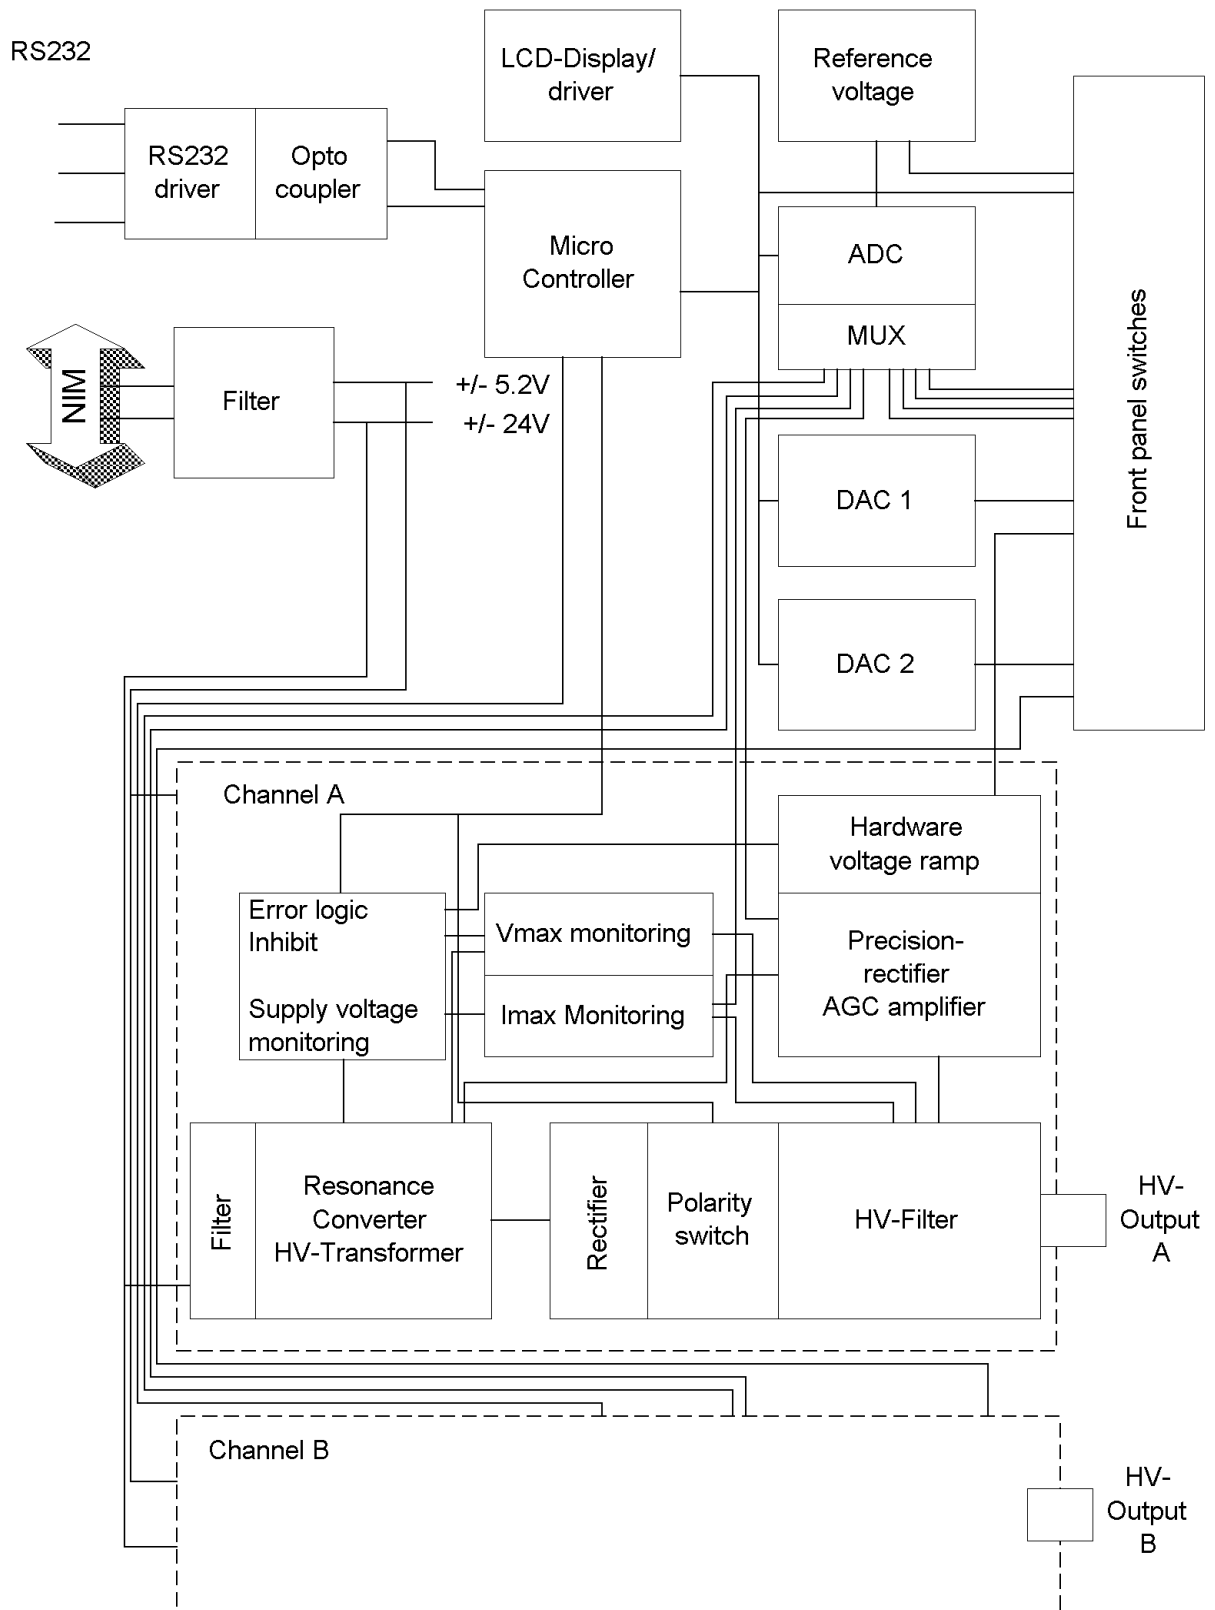 RS232
LCD-Display/
driver
Reference
voltage
RS232
driver
Opto
coupler
Micro
Controller
ADC
MUX
Front panel switches
NIM
Filter
+/- 5.2V
+/- 24V
DAC 1
DAC 2
Channel A
Hardware
voltage ramp
Error logic
Inhibit
Supply voltage
monitoring
Vmax monitoring
Imax Monitoring
Precision-
rectifier
AGC amplifier
Filter
Resonance
Converter
HV-Transformer
Rectifier
Polarity
switch
HV-Filter
HV-
Output
A
Channel B
HV-
Output
B